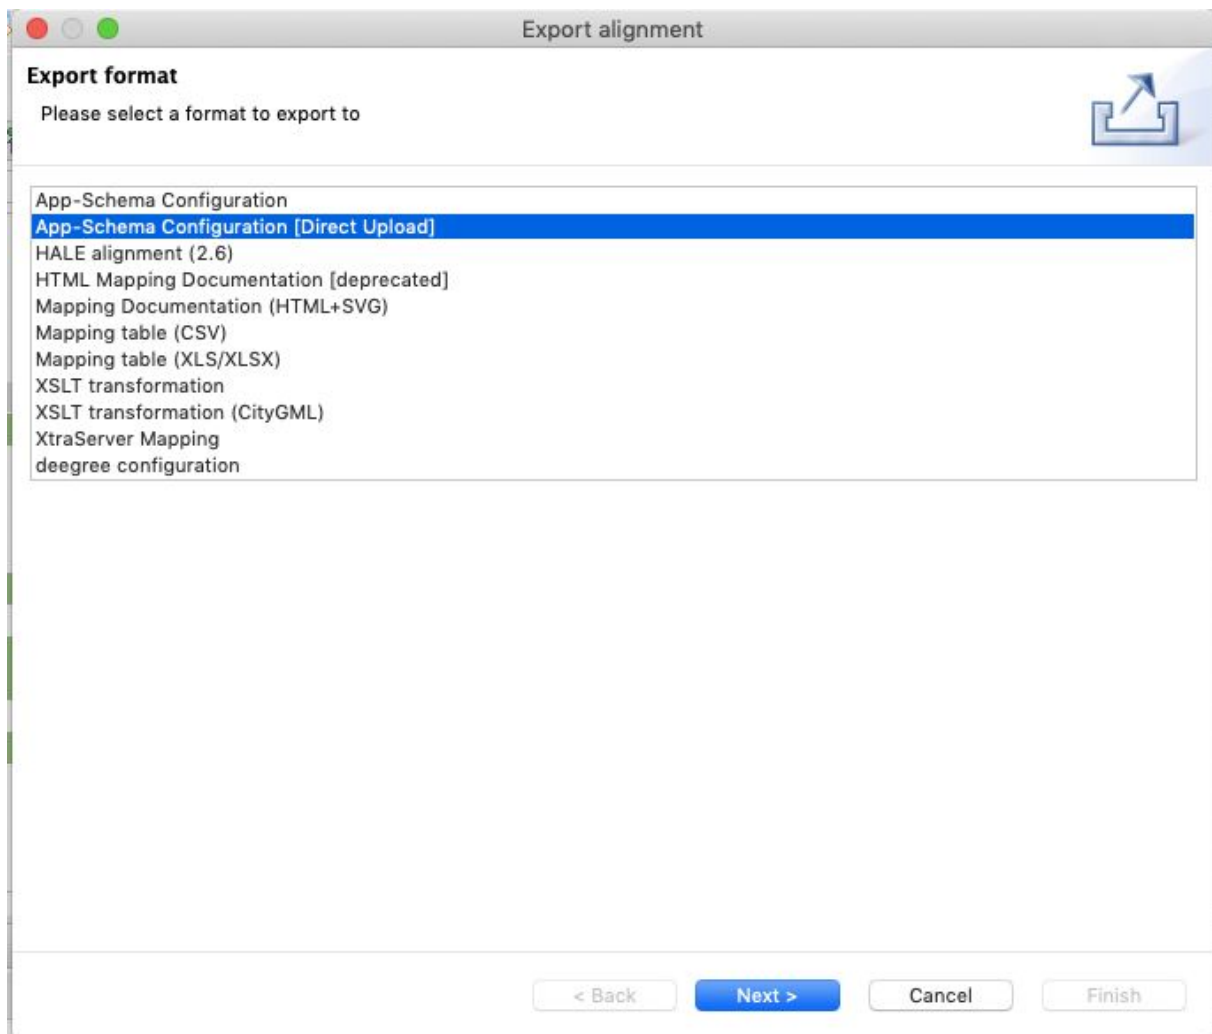 Export alignment
Export format
Please select a format to export to
App-Schema Configuration
App-Schema Configuration [Direct Upload]
HALE alignment (2.6)
HTML Mapping Documentation [deprecated]
Mapping Documentation (HTML+SVG)
Mapping table (CSV)
Mapping table (XLS/XLSX)
XSLT transformation
XSLT transformation (CityGML)
XtraServer Mapping
deegree configuration
< Back
Next >
Cancel
Finish